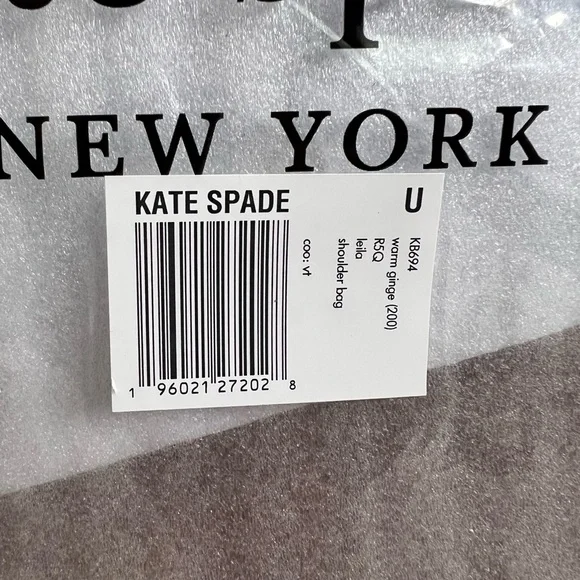 NEW YORK
KATE SPADE U
KB694
warm ginge (200)
R5Q
leila
shoulder bag
coo: vt
1 96021 27202 8